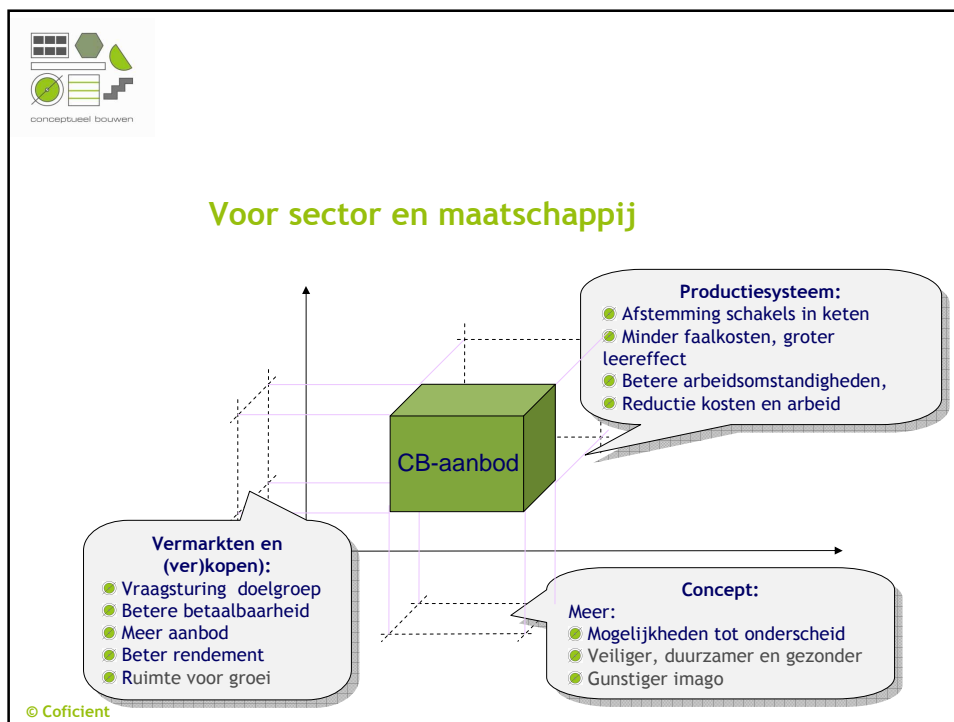 conceptueel bouwen
Voor sector en maatschappij
Productiesysteem:
Afstemming schakels in keten
Minder faalkosten, groter
leereffect
Betere arbeidsomstandigheden,
Reductie kosten en arbeid
CB-aanbod
Vermarkten en
(ver)kopen):
Vraagsturing doelgroep
Betere betaalbaarheid
Meer aanbod
Beter rendement
Ruimte voor groei
Concept:
Meer:
Mogelijkheden tot onderscheid
Veiliger, duurzamer en gezonder
Gunstiger imago
© Coficient